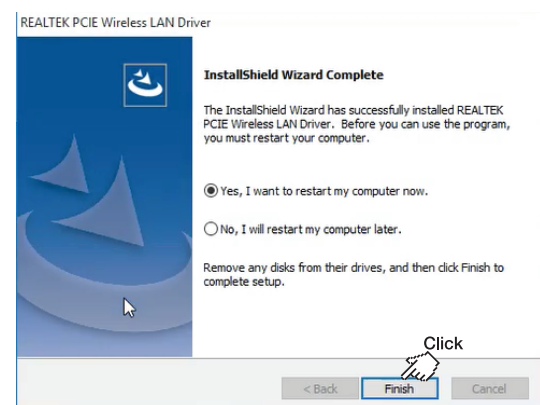 REALTEK PCIE Wireless LAN Driver
InstallShield Wizard Complete
The InstallShield Wizard has successfully installed REALTEK
PCIE Wireless LAN Driver.  Before you can use the program,
you must restart your computer.
Yes, I want to restart my computer now.
No, I will restart my computer later.
Remove any disks from their drives, and then click Finish to
complete setup.
Click
< Back Finish Cancel